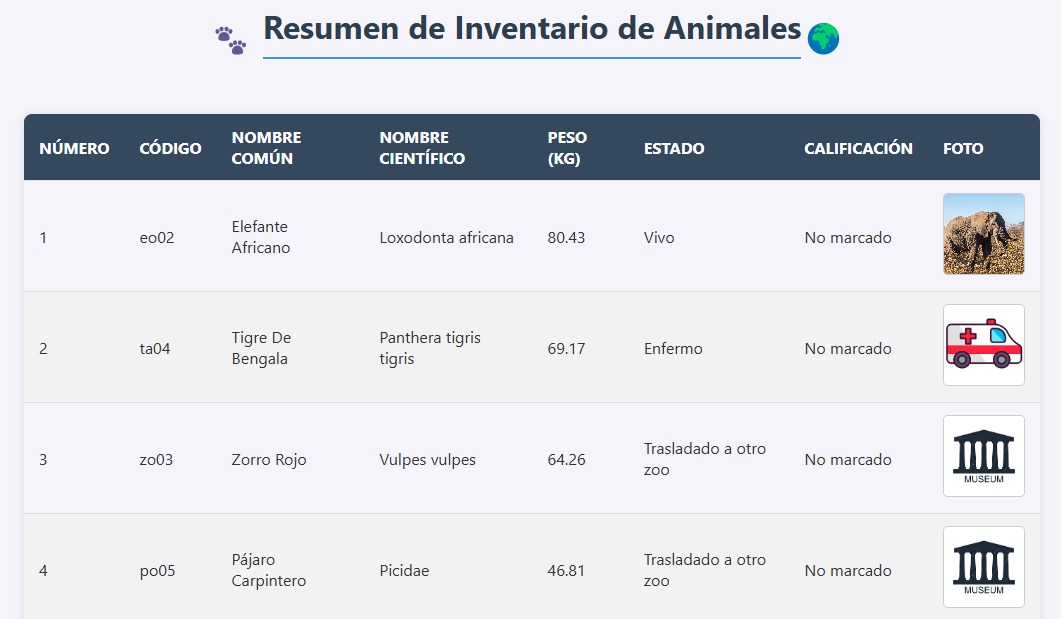 Resumen de Inventario de Animales
NÚMERO CÓDIGO NOMBRE COMÚN NOMBRE CIENTÍFICO PESO (KG) ESTADO CALIFICACIÓN FOTO
1 eo02 Elefante Africano Loxodonta africana 80.43 Vivo No marcado
2 ta04 Tigre De Bengala Panthera tigris tigris 69.17 Enfermo No marcado
3 zo03 Zorro Rojo Vulpes vulpes 64.26 Trasladado a otro zoo No marcado MUSEUM
4 po05 Pájaro Carpintero Picidae 46.81 Trasladado a otro zoo No marcado MUSEUM